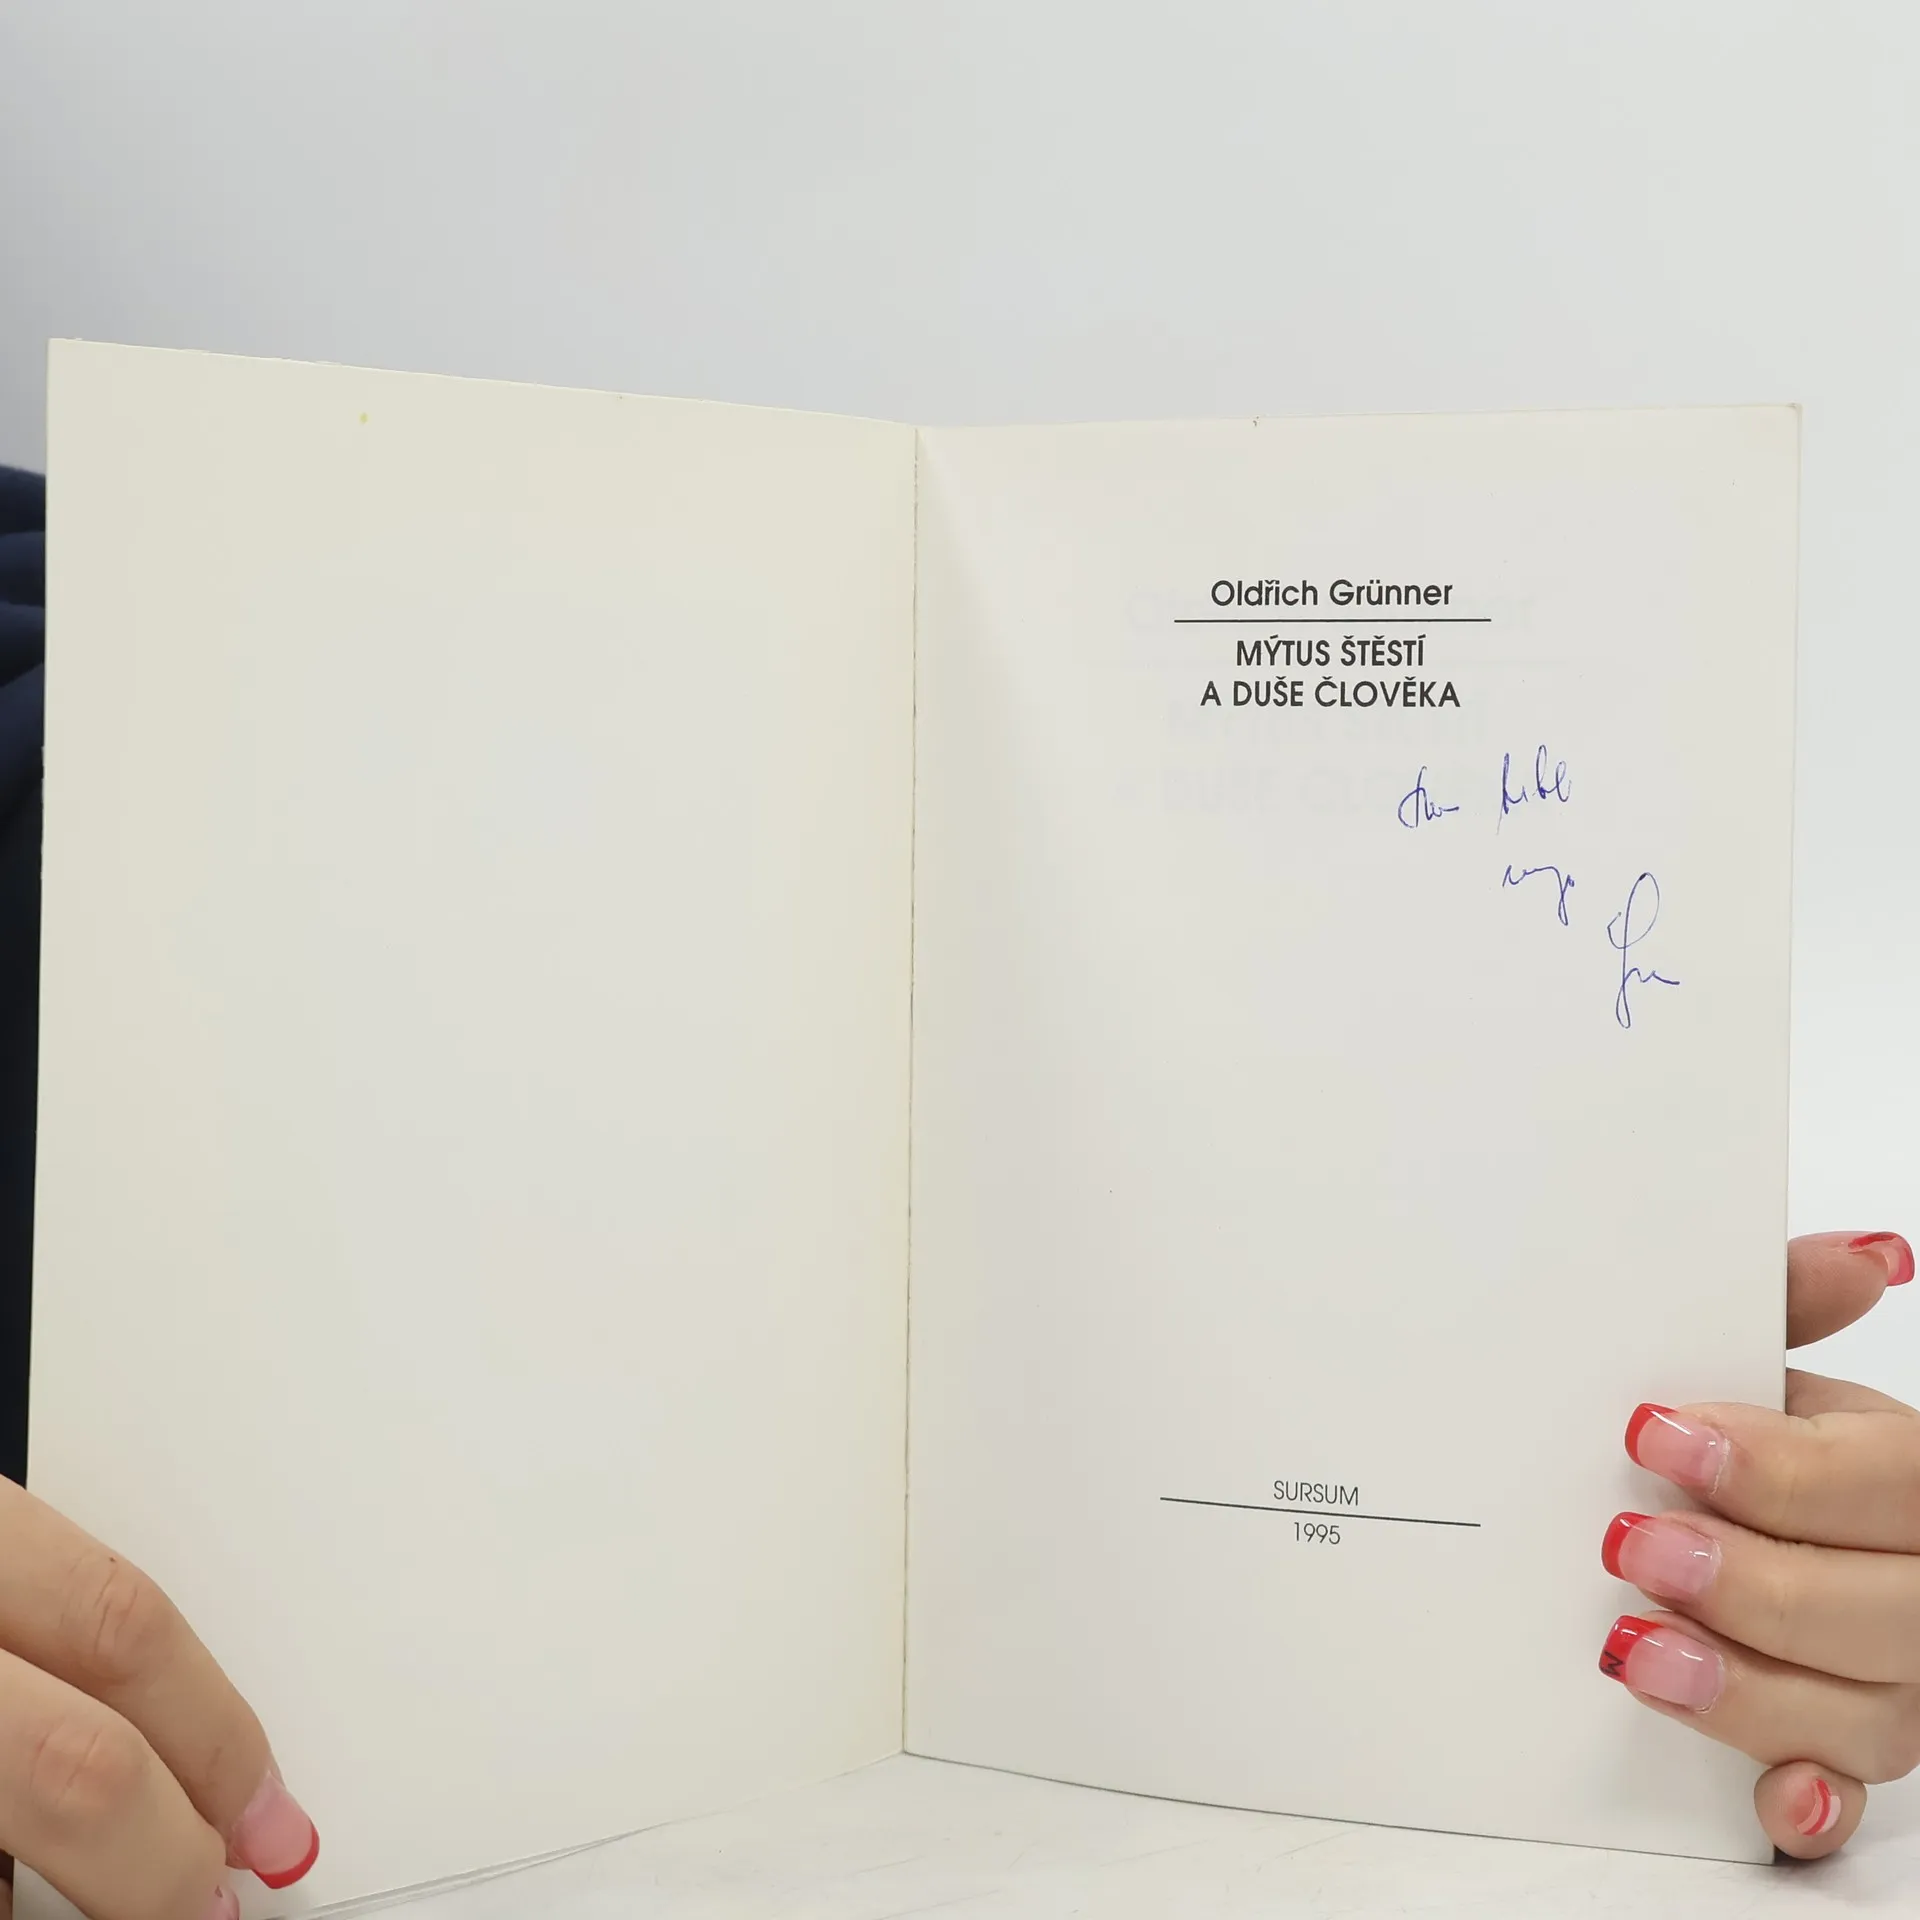 Oldřich Grünner
MÝTUS ŠTĚSTÍ
A DUŠE ČLOVĚKA
SURSUM
1995